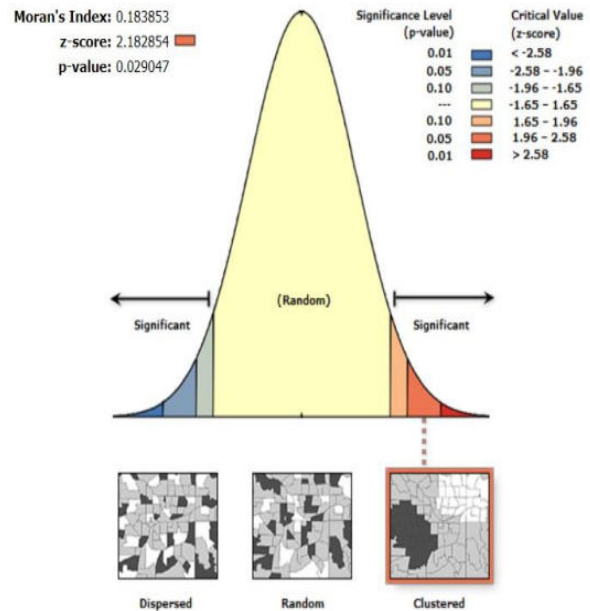 Moran's Index: 0.183853
z-score: 2.182854
p-value: 0.029047
Significance Level
(p-value)
Critical Value
(z-score)
0.01 < -2.58
0.05 -2.58 – -1.96
0.10 -1.96 – -1.65
--- -1.65 – 1.65
0.10 1.65 – 1.96
0.05 1.96 – 2.58
0.01 > 2.58
(Random)
Significant
Significant
Dispersed
Random
Clustered